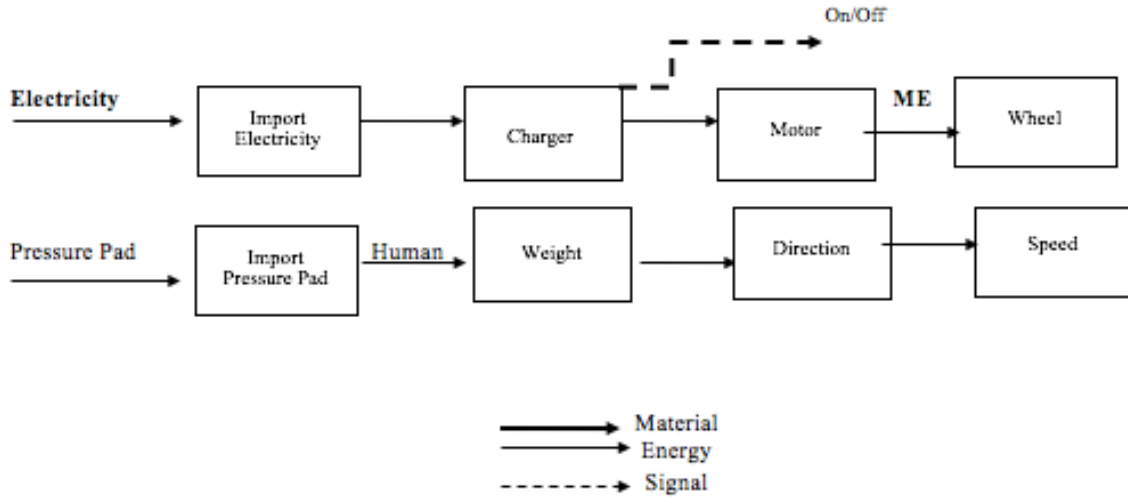 On/Off
Electricity
Import
Electricity
Charger
Motor
ME
Wheel
Pressure Pad
Import
Pressure Pad
Human
Weight
Direction
Speed
Material
Energy
Signal